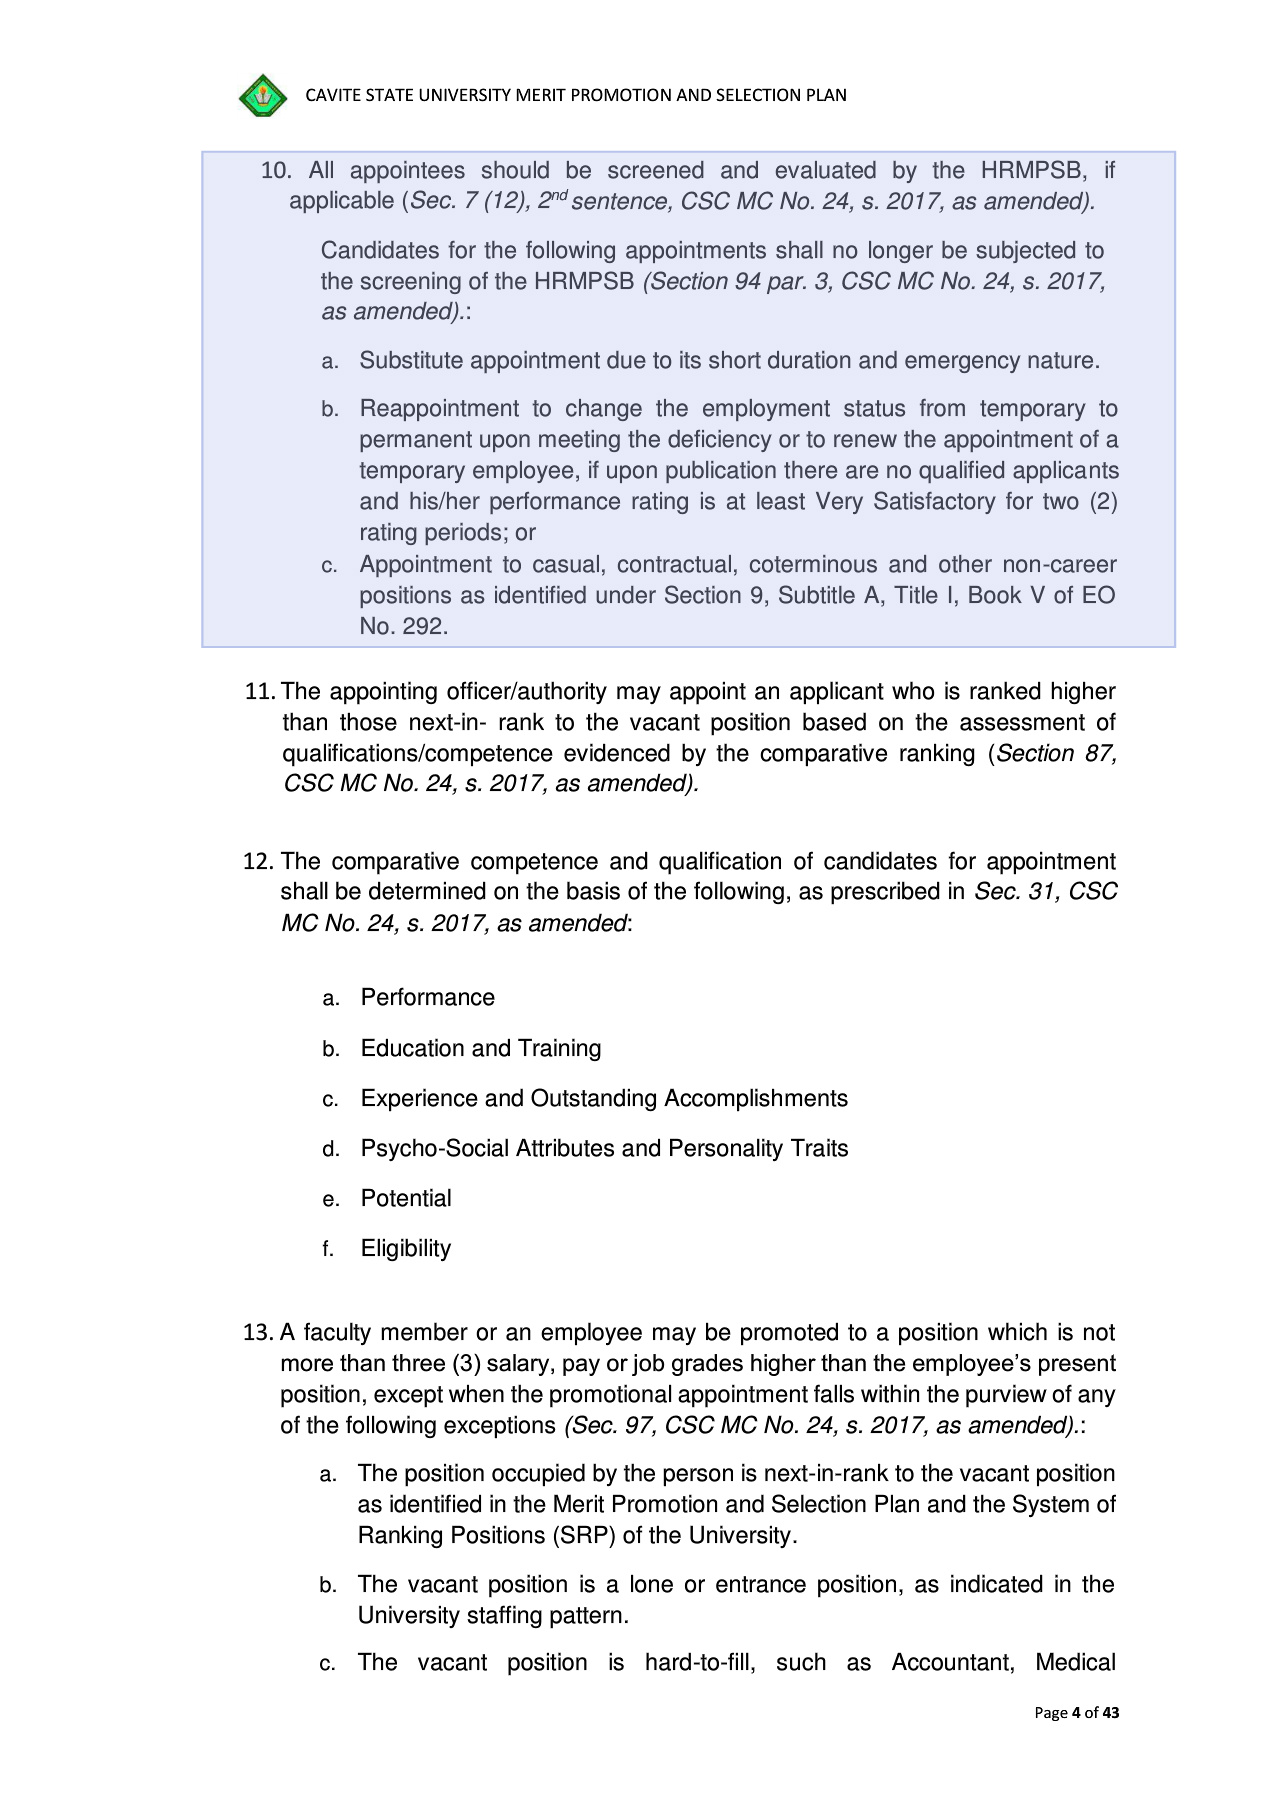 CAVITE STATE UNIVERSITY MERIT PROMOTION AND SELECTION PLAN
10. All appointees should be screened and evaluated by the HRMPSB, if
applicable (Sec. 7 (12), 2nd sentence, CSC MC No. 24, s. 2017, as amended).
Candidates for the following appointments shall no longer be subjected to
the screening of the HRMPSB (Section 94 par. 3, CSC MC No. 24, s. 2017,
as amended).:
a. Substitute appointment due to its short duration and emergency nature.
b. Reappointment to change the employment status from temporary to
permanent upon meeting the deficiency or to renew the appointment of a
temporary employee, if upon publication there are no qualified applicants
and his/her performance rating is at least Very Satisfactory for two (2)
rating periods; or
c. Appointment to casual, contractual, coterminous and other non-career
positions as identified under Section 9, Subtitle A, Title I, Book V of EO
No. 292.
11. The appointing officer/authority may appoint an applicant who is ranked higher
than those next-in- rank to the vacant position based on the assessment of
qualifications/competence evidenced by the comparative ranking (Section 87,
CSC MC No. 24, s. 2017, as amended).
12. The comparative competence and qualification of candidates for appointment
shall be determined on the basis of the following, as prescribed in Sec. 31, CSC
MC No. 24, s. 2017, as amended:
a. Performance
b. Education and Training
c. Experience and Outstanding Accomplishments
d. Psycho-Social Attributes and Personality Traits
e. Potential
f. Eligibility
13. A faculty member or an employee may be promoted to a position which is not
more than three (3) salary, pay or job grades higher than the employee’s present
position, except when the promotional appointment falls within the purview of any
of the following exceptions (Sec. 97, CSC MC No. 24, s. 2017, as amended).:
a. The position occupied by the person is next-in-rank to the vacant position
as identified in the Merit Promotion and Selection Plan and the System of
Ranking Positions (SRP) of the University.
b. The vacant position is a lone or entrance position, as indicated in the
University staffing pattern.
c. The vacant position is hard-to-fill, such as Accountant, Medical
Page 4 of 43